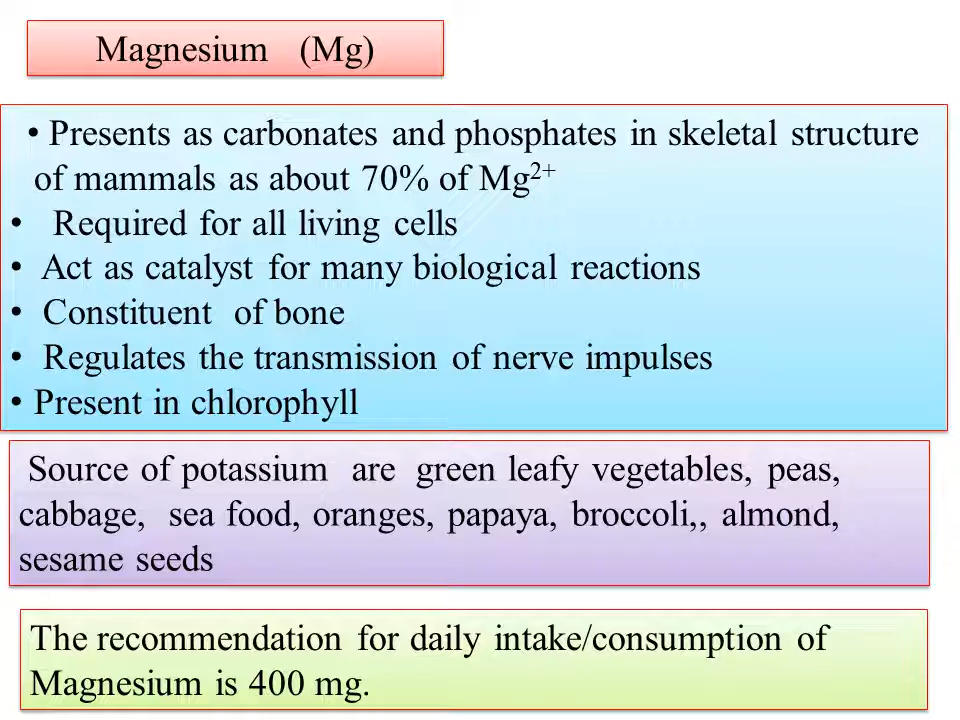 Magnesium (Mg)
• Presents as carbonates and phosphates in skeletal structure
of mammals as about 70% of Mg²⁺
• Required for all living cells
• Act as catalyst for many biological reactions
• Constituent of bone
• Regulates the transmission of nerve impulses
• Present in chlorophyll
Source of potassium are green leafy vegetables, peas,
cabbage, sea food, oranges, papaya, broccoli,, almond,
sesame seeds
The recommendation for daily intake/consumption of
Magnesium is 400 mg.